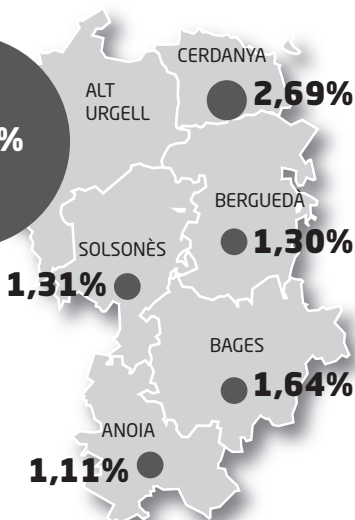 CERDANYA
2,69%
ALT
URGELL
%
BERGUEDÀ
1,30%
SOLSONÈS
1,31%
BAGES
1,64%
ANOIA
1,11%